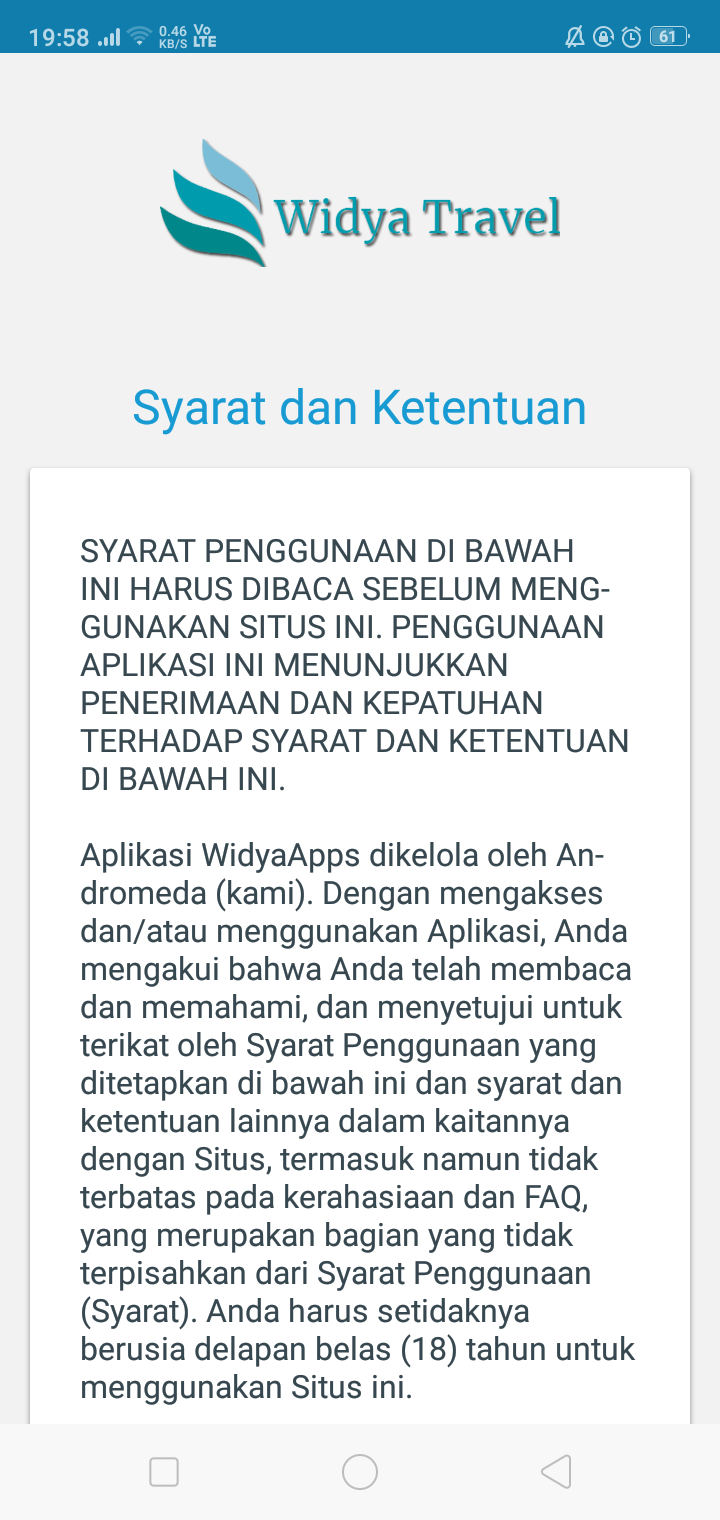 19:58 0.46 KB/S Vo LTE 61
Widya Travel
Syarat dan Ketentuan
SYARAT PENGGUNAAN DI BAWAH
INI HARUS DIBACA SEBELUM MENG-
GUNAKAN SITUS INI. PENGGUNAAN
APLIKASI INI MENUNJUKKAN
PENERIMAAN DAN KEPATUHAN
TERHADAP SYARAT DAN KETENTUAN
DI BAWAH INI.
Aplikasi WidyaApps dikelola oleh An-
dromeda (kami). Dengan mengakses
dan/atau menggunakan Aplikasi, Anda
mengakui bahwa Anda telah membaca
dan memahami, dan menyetujui untuk
terikat oleh Syarat Penggunaan yang
ditetapkan di bawah ini dan syarat dan
ketentuan lainnya dalam kaitannya
dengan Situs, termasuk namun tidak
terbatas pada kerahasiaan dan FAQ,
yang merupakan bagian yang tidak
terpisahkan dari Syarat Penggunaan
(Syarat). Anda harus setidaknya
berusia delapan belas (18) tahun untuk
menggunakan Situs ini.